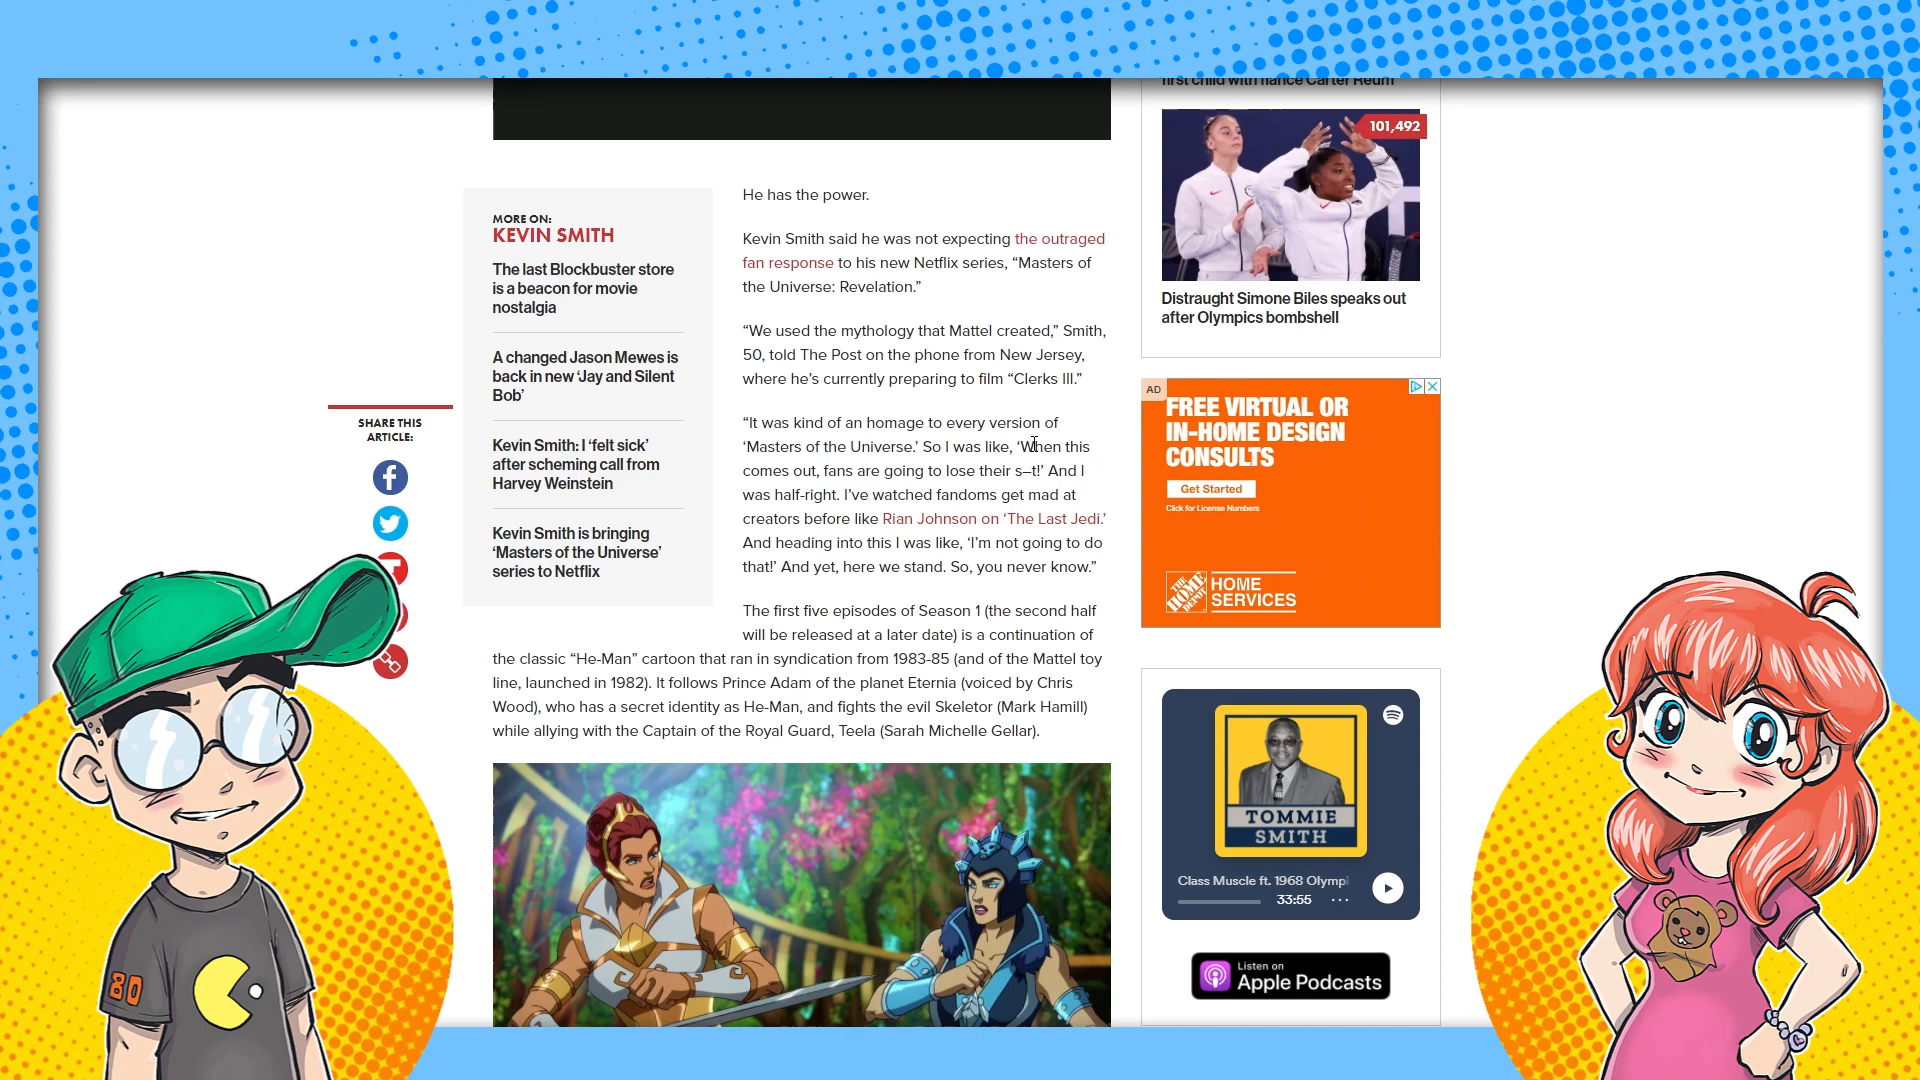 first child with fiancé Carter Reum
101,492
Distraught Simone Biles speaks out
after Olympics bombshell
MORE ON:
KEVIN SMITH
The last Blockbuster store
is a beacon for movie
nostalgia
A changed Jason Mewes is
back in new ‘Jay and Silent
Bob’
Kevin Smith: I ‘felt sick’
after scheming call from
Harvey Weinstein
Kevin Smith is bringing
‘Masters of the Universe’
series to Netflix
SHARE THIS
ARTICLE:
He has the power.
Kevin Smith said he was not expecting the outraged
fan response to his new Netflix series, “Masters of
the Universe: Revelation.”
“We used the mythology that Mattel created,” Smith,
50, told The Post on the phone from New Jersey,
where he’s currently preparing to film “Clerks III.”
“It was kind of an homage to every version of
‘Masters of the Universe.’ So I was like, ‘When this
comes out, fans are going to lose their s–t!’ And I
was half-right. I’ve watched fandoms get mad at
creators before like Rian Johnson on ‘The Last Jedi.’
And heading into this I was like, ‘I’m not going to do
that!’ And yet, here we stand. So, you never know.”
The first five episodes of Season 1 (the second half
will be released at a later date) is a continuation of
the classic “He-Man” cartoon that ran in syndication from 1983-85 (and of the Mattel toy
line, launched in 1982). It follows Prince Adam of the planet Eternia (voiced by Chris
Wood), who has a secret identity as He-Man, and fights the evil Skeletor (Mark Hamill)
while allying with the Captain of the Royal Guard, Teela (Sarah Michelle Gellar).
AD
FREE VIRTUAL OR
IN-HOME DESIGN
CONSULTS
Get Started
Click for License Numbers
THE HOME DEPOT
HOME
SERVICES
TOMMIE
SMITH
Class Muscle ft. 1968 Olympi
33:55
Listen on
Apple Podcasts
80